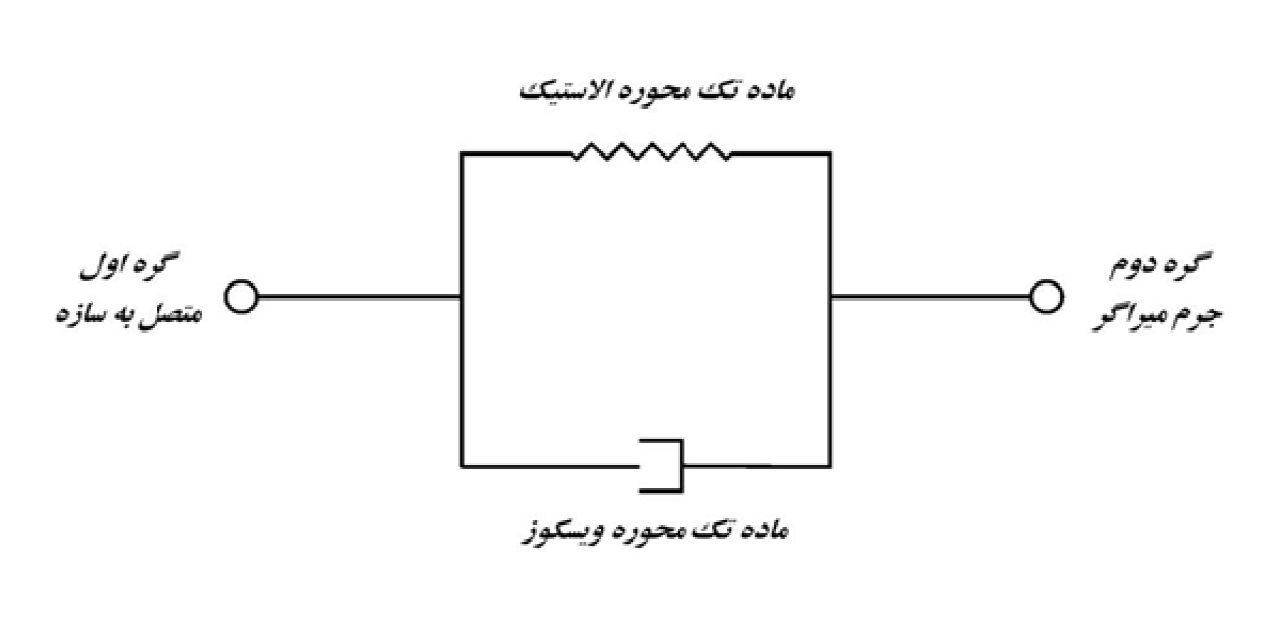 ماده تک محوره الاستیک
گره اول
متصل به سازه
گره دوم
جرم میراگر
ماده تک محوره ویسکوز